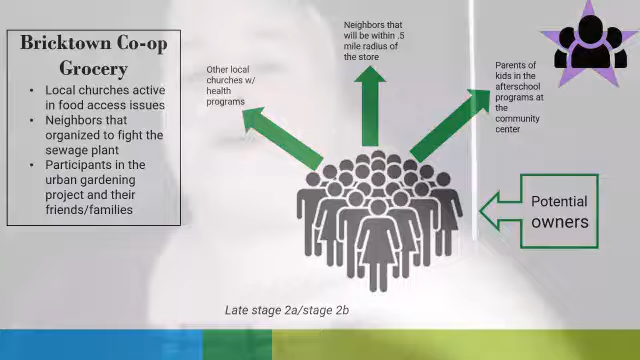 Bricktown Co-op
Grocery
• Local churches active
in food access issues
• Neighbors that
organized to fight the
sewage plant
• Participants in the
urban gardening
project and their
friends/families
Other local
churches w/
health
programs
Neighbors that
will be within .5
mile radius of
the store
Parents of
kids in the
afterschool
programs at
the
community
center
Potential
owners
Late stage 2a/stage 2b